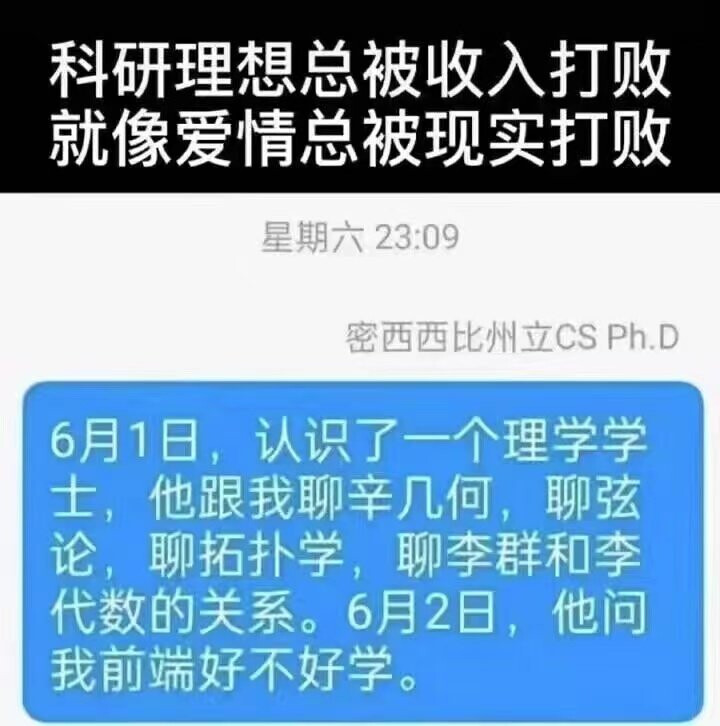 科研理想总被收入打败
就像爱情总被现实打败
星期六 23:09
密西西比州立CS Ph.D
6月1日，认识了一个理学学
士，他跟我聊辛几何，聊弦
论，聊拓扑学，聊李群和李
代数的关系。6月2日，他问
我前端好不好学。